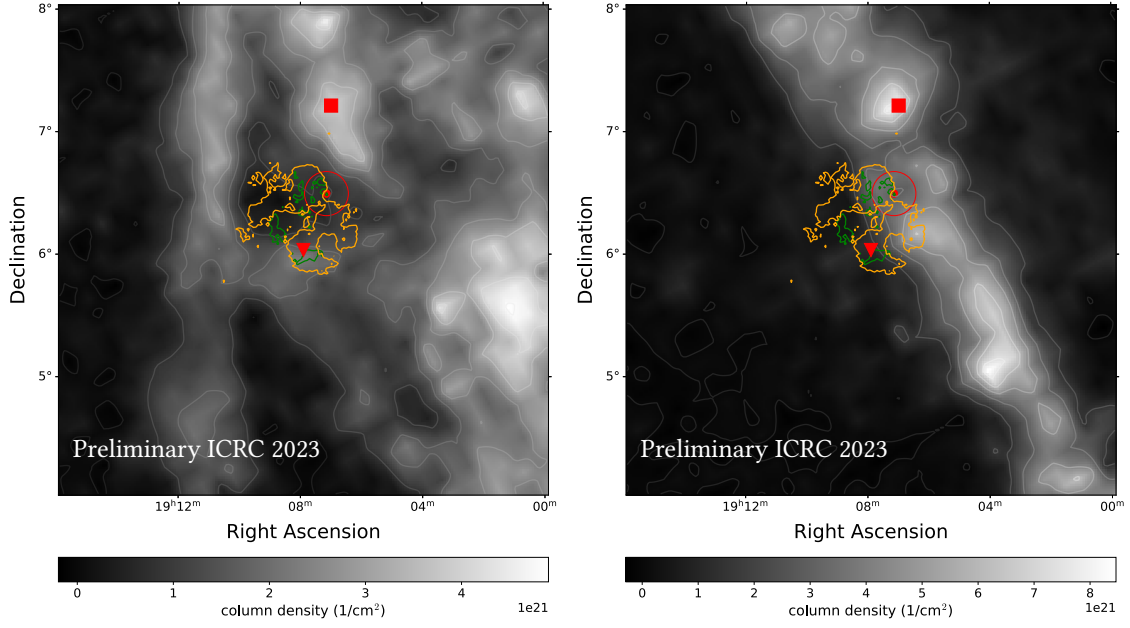 8°
7°
6°
5°
Declination
Preliminary ICRC 2023
19ʰ12ᵐ 08ᵐ 04ᵐ 00ᵐ
Right Ascension
0 1 2 3 4
column density (1/cm²) 1e21
8°
7°
6°
5°
Declination
Preliminary ICRC 2023
19ʰ12ᵐ 08ᵐ 04ᵐ 00ᵐ
Right Ascension
0 1 2 3 4 5 6 7 8
column density (1/cm²) 1e21